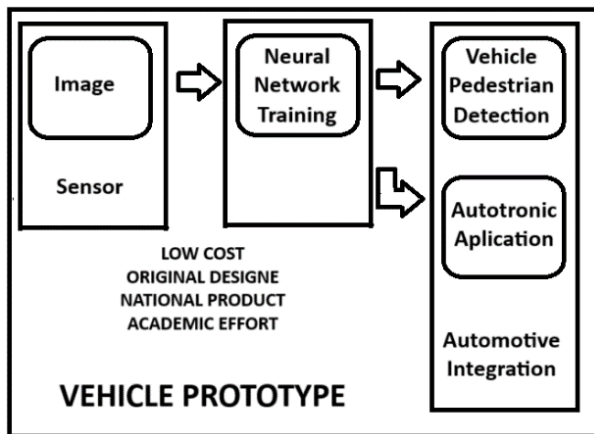 Image
Sensor
Neural
Network
Training
Vehicle
Pedestrian
Detection
Autotronic
Aplication
Automotive
Integration
LOW COST
ORIGINAL DESIGNE
NATIONAL PRODUCT
ACADEMIC EFFORT
VEHICLE PROTOTYPE